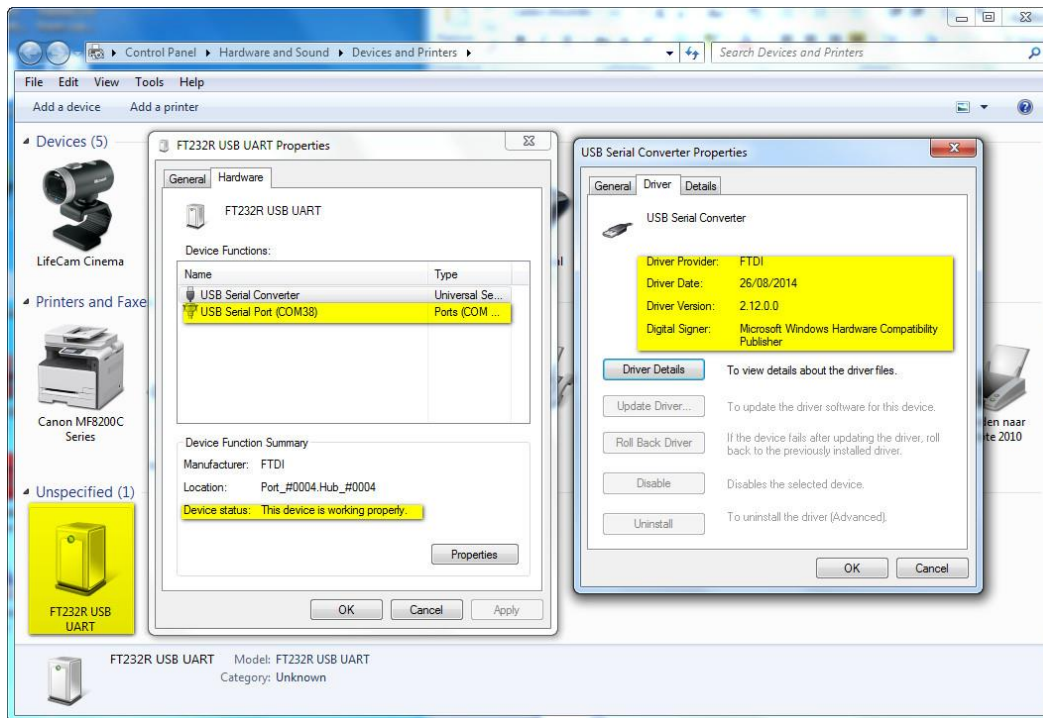 Control Panel ▸ Hardware and Sound ▸ Devices and Printers ▸
Search Devices and Printers
File Edit View Tools Help
Add a device Add a printer
Devices (5)
LifeCam Cinema
Printers and Faxe
Canon MF8200C
Series
Unspecified (1)
FT232R USB
UART
FT232R USB UART Properties
General Hardware
FT232R USB UART
Device Functions:
Name Type
USB Serial Converter Universal Se...
USB Serial Port (COM38) Ports (COM ...
Device Function Summary
Manufacturer: FTDI
Location: Port_#0004.Hub_#0004
Device status: This device is working properly.
Properties
OK Cancel Apply
USB Serial Converter Properties
General Driver Details
USB Serial Converter
Driver Provider: FTDI
Driver Date: 26/08/2014
Driver Version: 2.12.0.0
Digital Signer: Microsoft Windows Hardware Compatibility
Publisher
Driver Details To view details about the driver files.
Update Driver... To update the driver software for this device.
Roll Back Driver If the device fails after updating the driver, roll
back to the previously installed driver.
Disable Disables the selected device.
Uninstall To uninstall the driver (Advanced).
OK Cancel
naar
2010
FT232R USB UART Model: FT232R USB UART
Category: Unknown